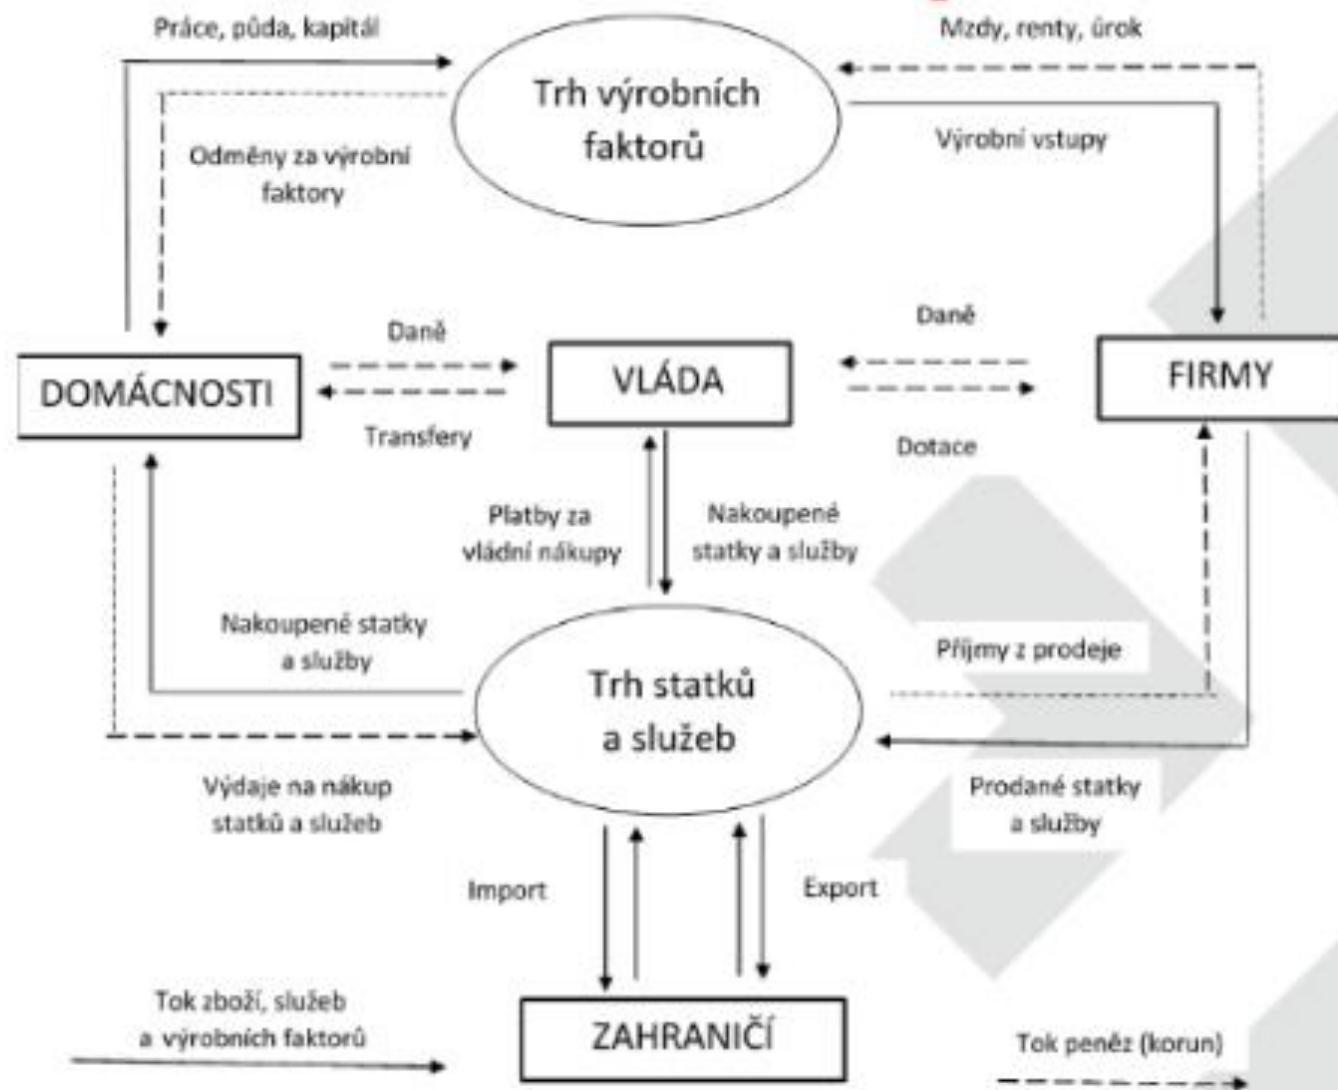 Práce, půda, kapitál
Mzdy, renty, úrok
Trh výrobních
faktorů
Odměny za výrobní
faktory
Výrobní vstupy
Daně
Daně
DOMÁCNOSTI
VLÁDA
FIRMY
Transfery
Dotace
Platby za
vládní nákupy
Nakoupené
statky a služby
Nakoupené statky
a služby
Příjmy z prodeje
Trh statků
a služeb
Výdaje na nákup
statků a služeb
Prodané statky
a služby
Import
Export
Tok zboží, služeb
a výrobních faktorů
ZAHRANIČÍ
Tok peněz (korun)